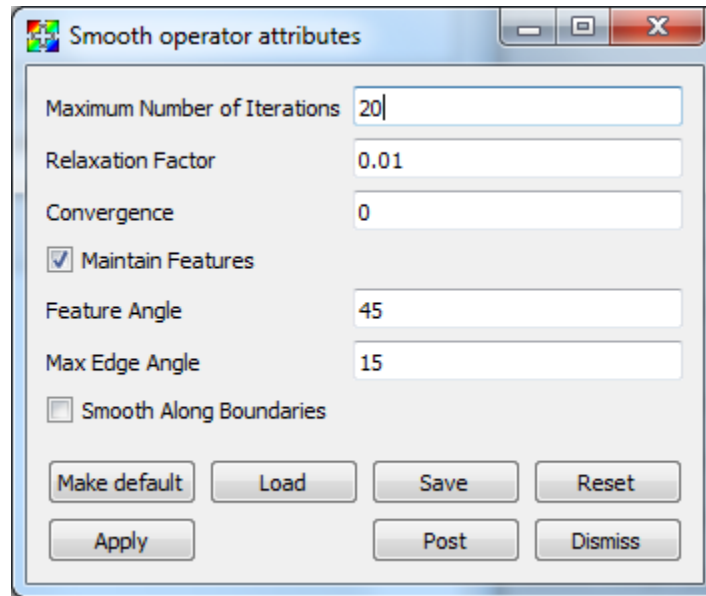 Smooth operator attributes
Maximum Number of Iterations 20
Relaxation Factor 0.01
Convergence 0
Maintain Features
Feature Angle 45
Max Edge Angle 15
Smooth Along Boundaries
Make default Load Save Reset
Apply Post Dismiss